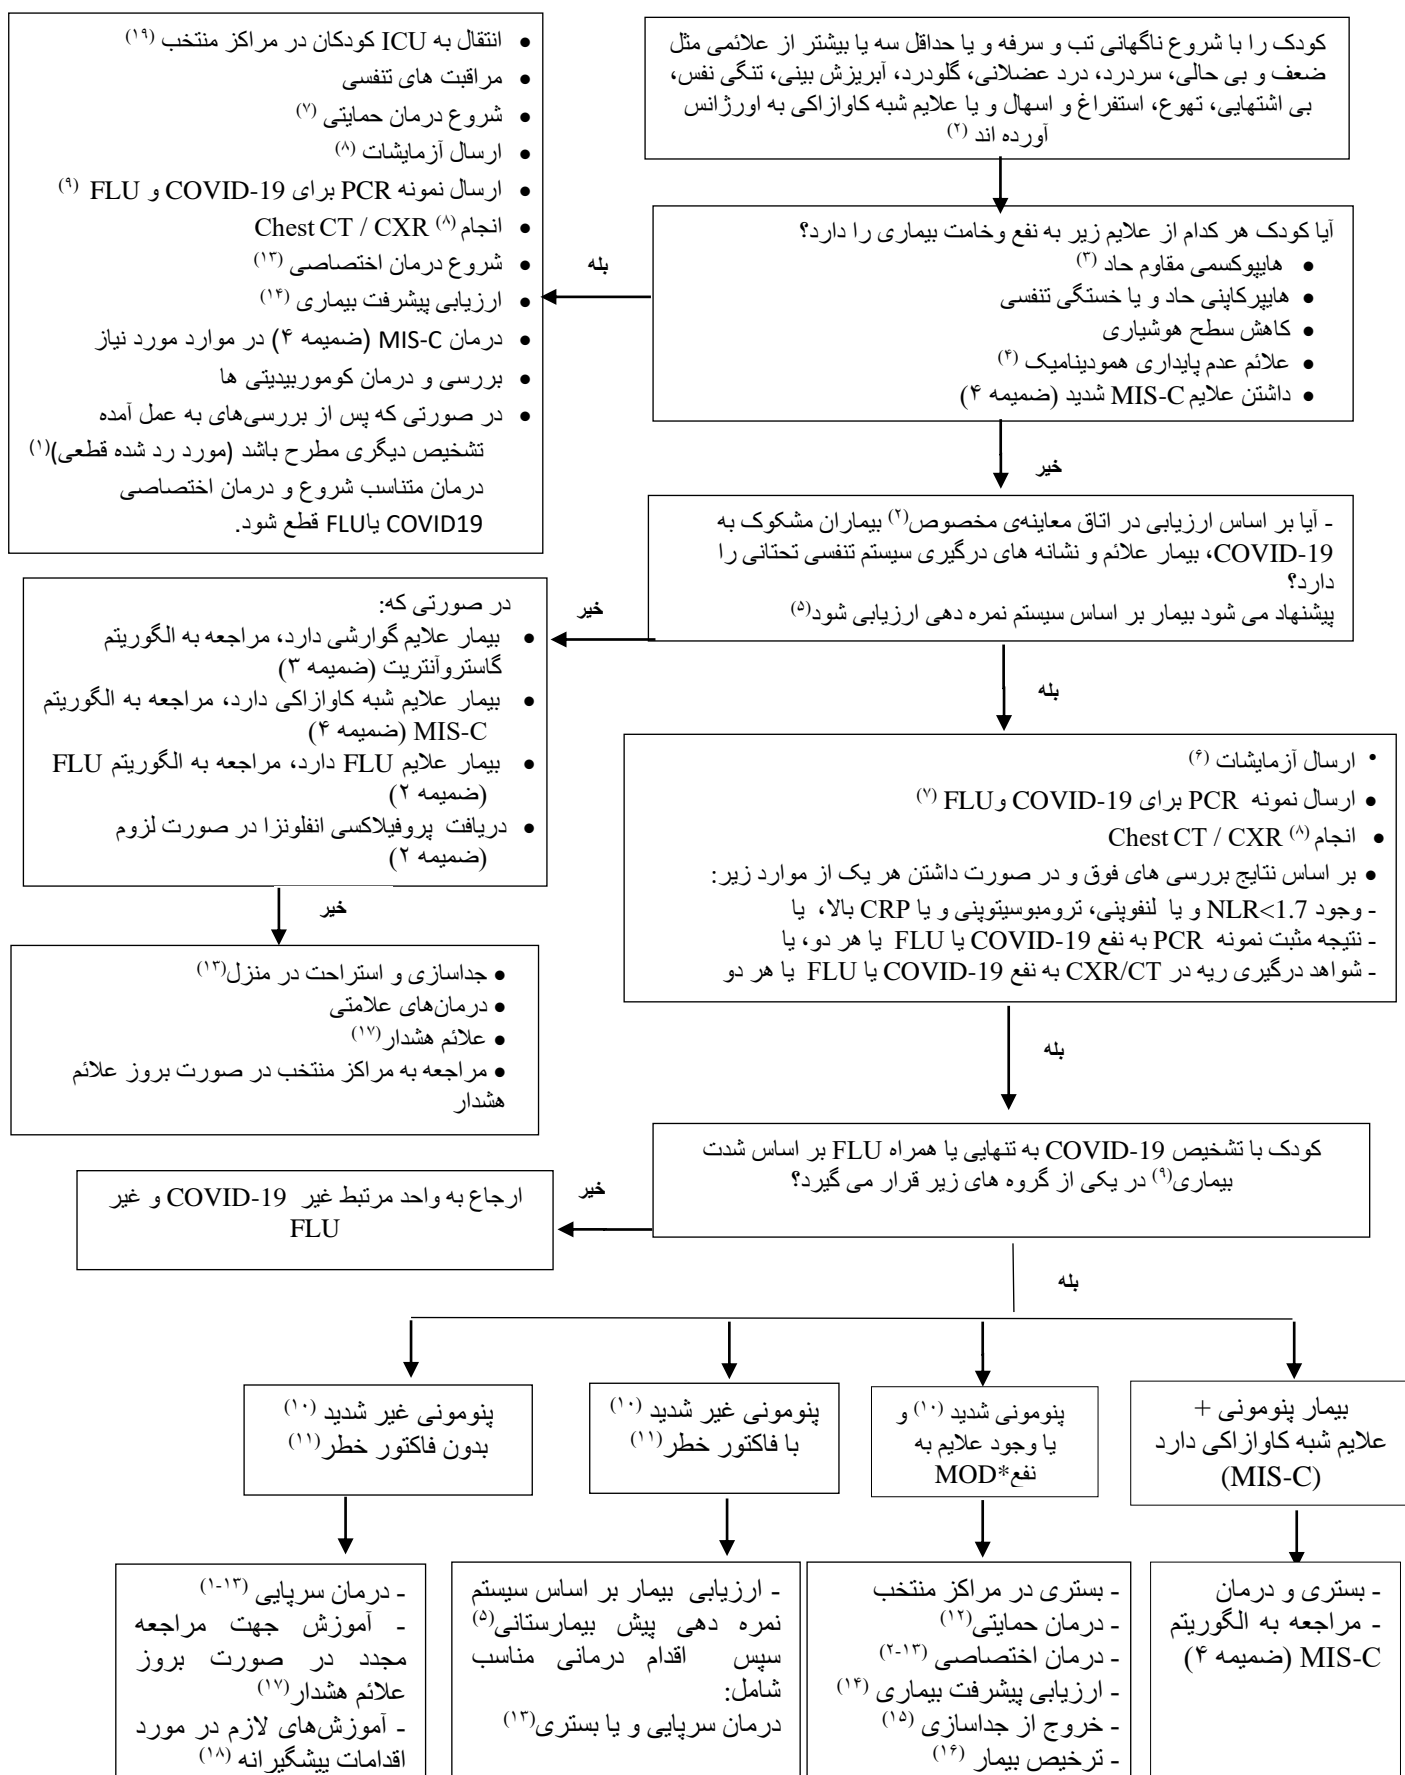 کودک را با شروع ناگهانی تب و سرفه و یا حداقل سه یا بیشتر از علائمی مثل
ضعف و بی حالی، سردرد، درد عضلانی، گلودرد، آبریزش بینی، تنگی نفس،
بی اشتهایی، تهوع، استفراغ و اسهال و یا علایم شبه کاوازاکی به اورژانس
آورده اند (۲)
آیا کودک هر کدام از علایم زیر به نفع وخامت بیماری را دارد؟
• هایپوکسمی مقاوم حاد (۳)
• هایپرکاپنی حاد و یا خستگی تنفسی
• کاهش سطح هوشیاری
• علائم عدم پایداری همودینامیک (۴)
• داشتن علایم MIS-C شدید (ضمیمه ۴)
بله
• انتقال به ICU کودکان در مراکز منتخب (۱۹)
• مراقبت های تنفسی
• شروع درمان حمایتی (۷)
• ارسال آزمایشات (۸)
• ارسال نمونه PCR برای COVID-19 و FLU (۹)
• انجام Chest CT / CXR (۸)
• شروع درمان اختصاصی (۱۳)
• ارزیابی پیشرفت بیماری (۱۴)
• درمان MIS-C (ضمیمه ۴) در موارد مورد نیاز
• بررسی و درمان کوموربیدیتی ها
• در صورتی که پس از بررسی‌های به عمل آمده
تشخیص دیگری مطرح باشد (مورد رد شده قطعی)(۱)
درمان متناسب شروع و درمان اختصاصی
COVID19 یاFLU قطع شود.
خیر
- آیا بر اساس ارزیابی در اتاق معاینه‌ی مخصوص(۲) بیماران مشکوک به
COVID-19، بیمار علائم و نشانه های درگیری سیستم تنفسی تحتانی را
دارد؟
پیشنهاد می شود بیمار بر اساس سیستم نمره دهی ارزیابی شود(۵)
خیر
در صورتی که:
• بیمار علایم گوارشی دارد، مراجعه به الگوریتم
گاستروآنتریت (ضمیمه ۳)
• بیمار علایم شبه کاوازاکی دارد، مراجعه به الگوریتم
MIS-C (ضمیمه ۴)
• بیمار علایم FLU دارد، مراجعه به الگوریتم FLU
(ضمیمه ۲)
• دریافت پروفیلاکسی انفلونزا در صورت لزوم
(ضمیمه ۲)
خیر
• جداسازی و استراحت در منزل(۱۳)
• درمان‌های علامتی
• علائم هشدار(۱۷)
• مراجعه به مراکز منتخب در صورت بروز علائم
هشدار
بله
• ارسال آزمایشات (۶)
• ارسال نمونه PCR برای COVID-19 وFLU (۷)
• انجام Chest CT / CXR (۸)
• بر اساس نتایج بررسی های فوق و در صورت داشتن هر یک از موارد زیر:
- وجود NLR<1.7 و یا لنفوپنی، ترومبوسیتوپنی و یا CRP بالا، یا
- نتیجه مثبت نمونه PCR به نفع COVID-19 یا FLU یا هر دو، یا
- شواهد درگیری ریه در CXR/CT به نفع COVID-19 یا FLU یا هر دو
بله
کودک با تشخیص COVID-19 به تنهایی یا همراه FLU بر اساس شدت
بیماری(۹) در یکی از گروه های زیر قرار می گیرد؟
خیر
ارجاع به واحد مرتبط غیر COVID-19 و غیر
FLU
بله
بیمار پنومونی +
علایم شبه کاوازاکی دارد
(MIS-C)
پنومونی شدید (۱۰) و
یا وجود علایم به
نفع*MOD
پنومونی غیر شدید (۱۰)
با فاکتور خطر(۱۱)
پنومونی غیر شدید (۱۰)
بدون فاکتور خطر(۱۱)
- بستری و درمان
- مراجعه به الگوریتم
MIS-C (ضمیمه ۴)
- بستری در مراکز منتخب
- درمان حمایتی(۱۲)
- درمان اختصاصی (۱۳-۲)
- ارزیابی پیشرفت بیماری (۱۴)
- خروج از جداسازی (۱۵)
- ترخیص بیمار (۱۶)
- ارزیابی بیمار بر اساس سیستم
نمره دهی پیش بیمارستانی(۵)
سپس اقدام درمانی مناسب
شامل:
درمان سرپایی و یا بستری(۱۳)
- درمان سرپایی (۱۳-۱)
- آموزش جهت مراجعه
مجدد در صورت بروز
علائم هشدار(۱۷)
- آموزش‌های لازم در مورد
اقدامات پیشگیرانه (۱۸)